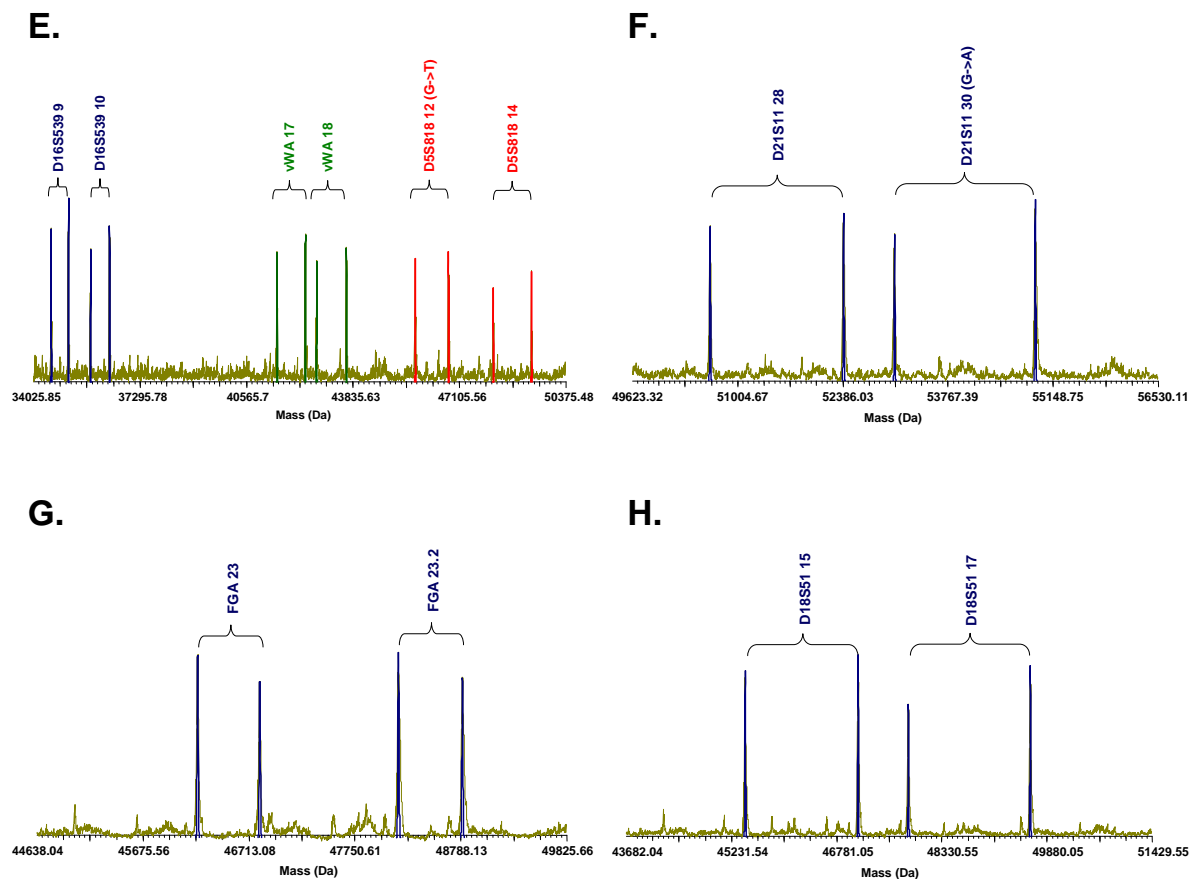 E.
D16S539 9
D16S539 10
vWA 17
vWA 18
D5S818 12 (G->T)
D5S818 14
34025.85 37295.78 40665.7 43835.63 47105.56 50375.48
Mass (Da)
F.
D21S11 28
D21S11 30 (G->A)
49623.32 51004.67 52386.03 53767.39 55148.75 56530.11
Mass (Da)
G.
FGA 23
FGA 23.2
44638.04 45675.56 46713.08 47750.61 48788.13 49825.66
Mass (Da)
H.
D18S51 15
D18S51 17
43682.04 45231.54 46781.05 48330.55 49880.05 51429.55
Mass (Da)